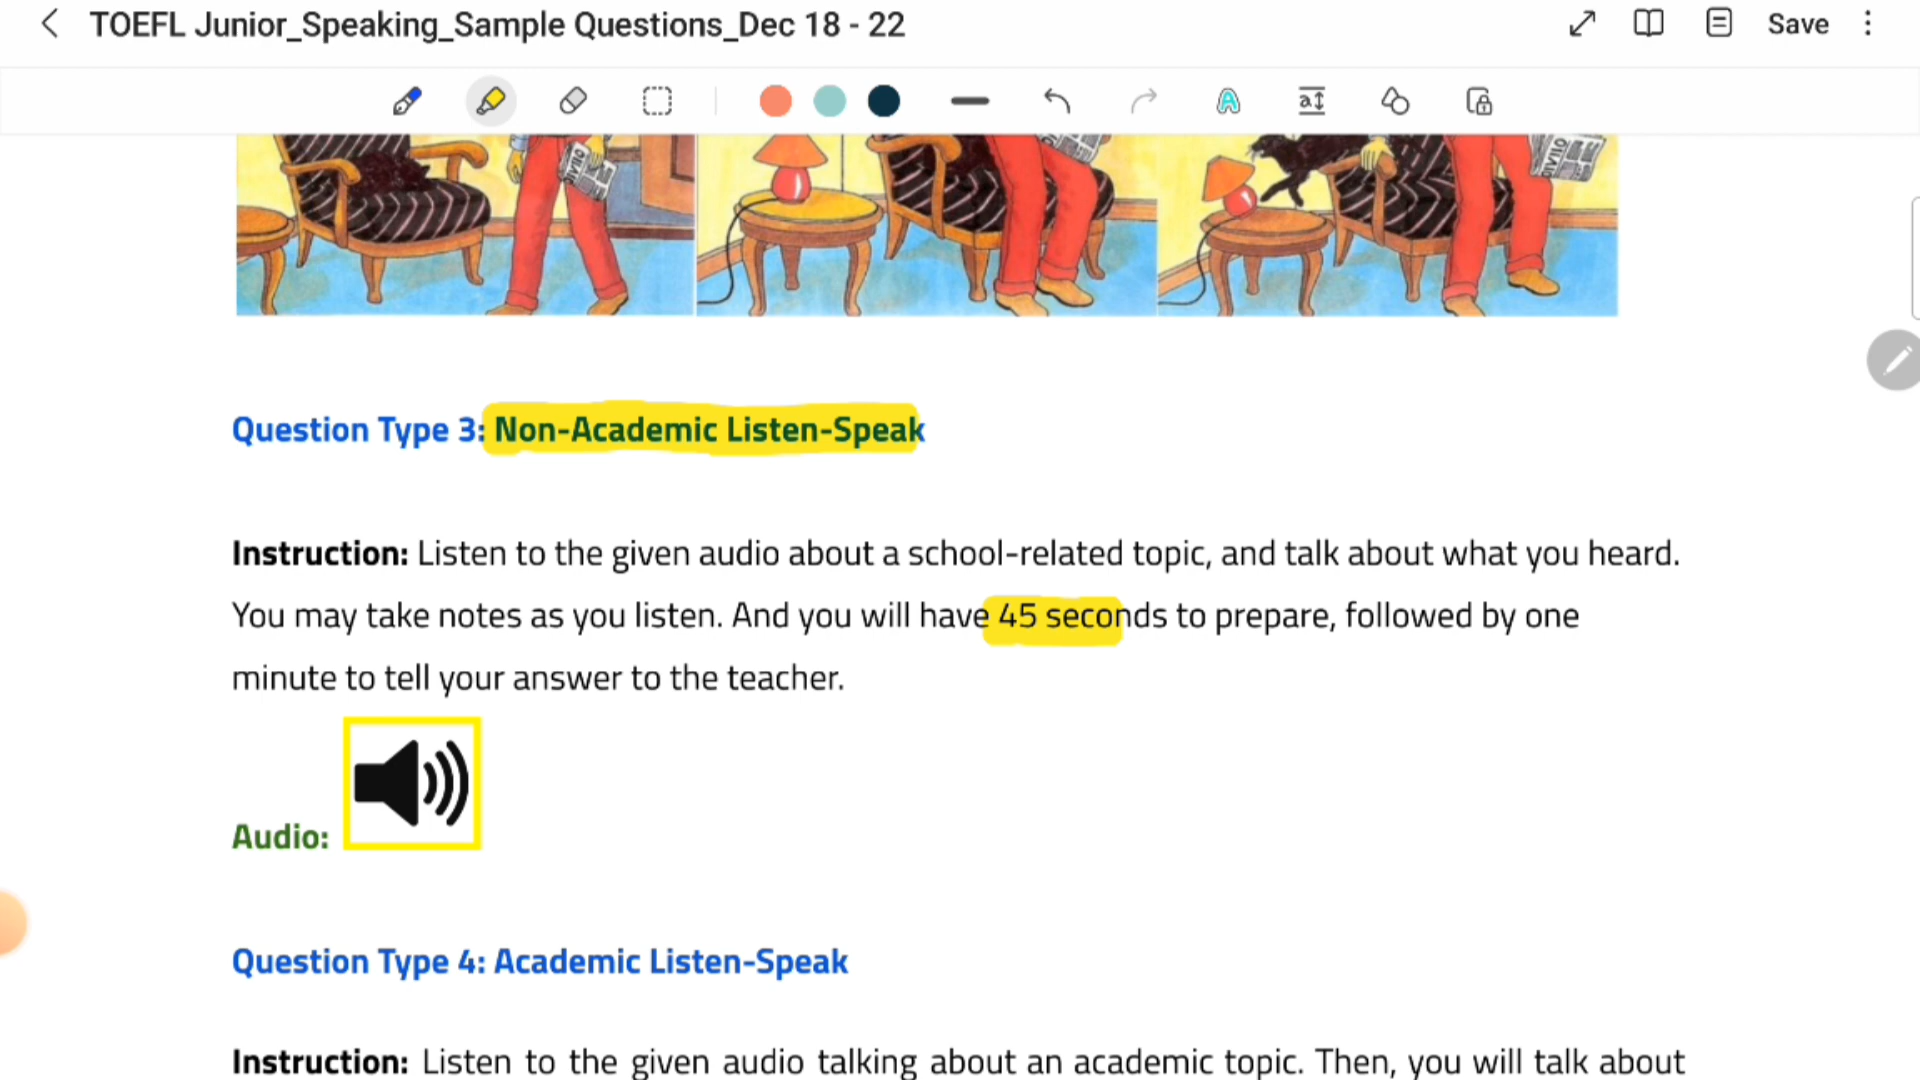 TOEFL Junior_Speaking_Sample Questions_Dec 18 - 22
Save
Question Type 3: Non-Academic Listen-Speak
Instruction: Listen to the given audio about a school-related topic, and talk about what you heard.
You may take notes as you listen. And you will have 45 seconds to prepare, followed by one
minute to tell your answer to the teacher.
Audio:
Question Type 4: Academic Listen-Speak
Instruction: Listen to the given audio talking about an academic topic. Then, you will talk about